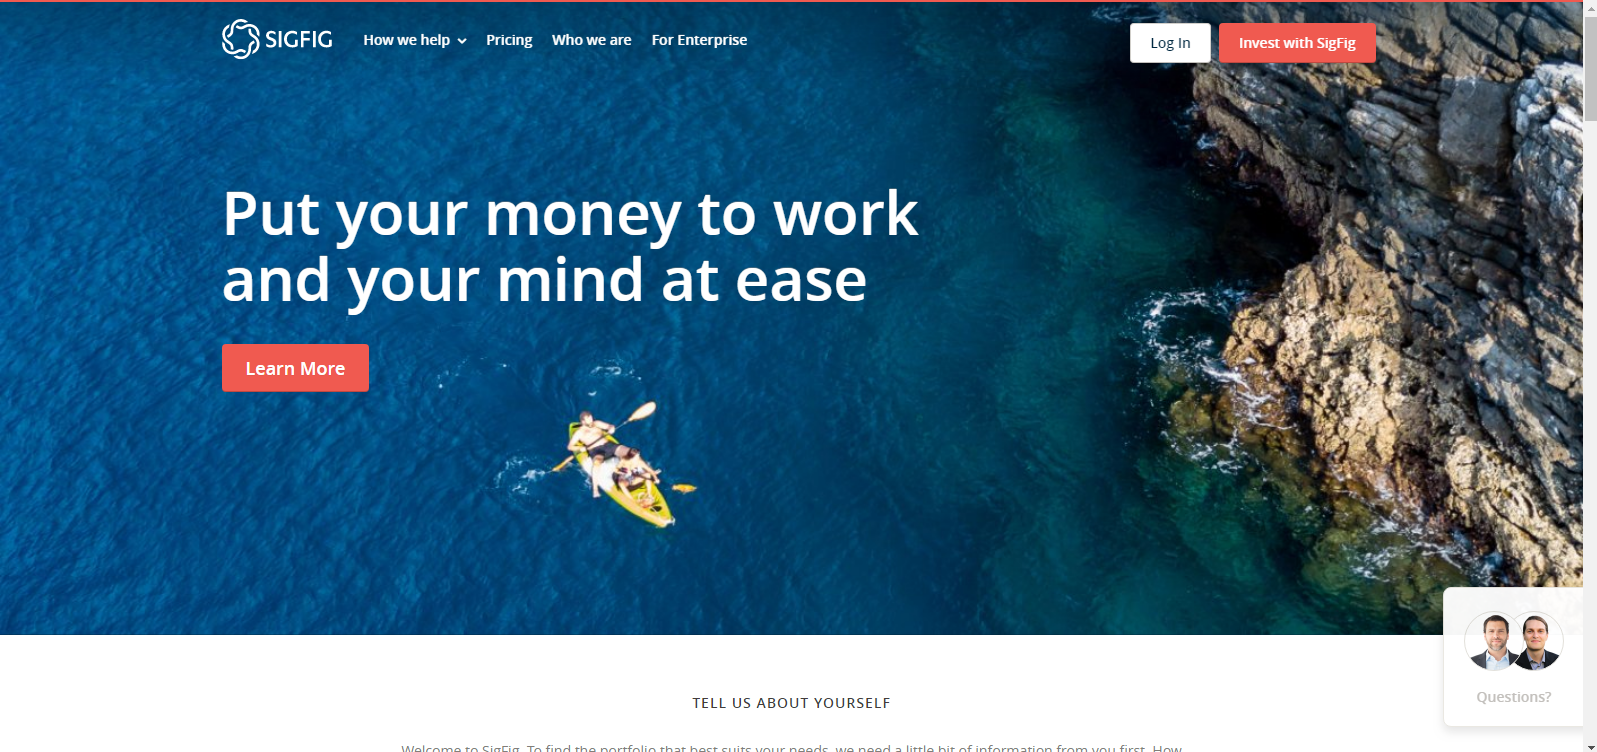 SIGFIG
How we help
Pricing
Who we are
For Enterprise
Log In
Invest with SigFig
Put your money to work
and your mind at ease
Learn More
Questions?
TELL US ABOUT YOURSELF
Welcome to SigFig. To find the portfolio that best suits your needs, we need a little bit of information from you first. How